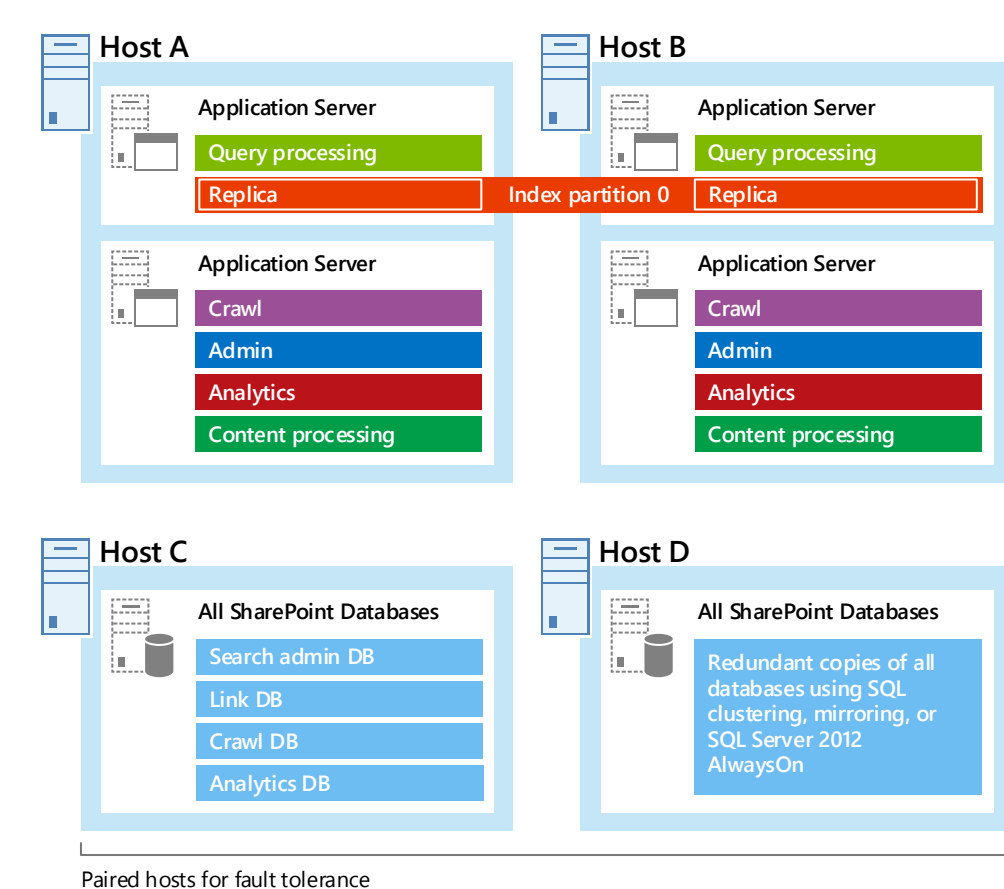 Host A
Application Server
Query processing
Replica
Index partition 0
Application Server
Crawl
Admin
Analytics
Content processing
Host B
Application Server
Query processing
Replica
Application Server
Crawl
Admin
Analytics
Content processing
Host C
All SharePoint Databases
Search admin DB
Link DB
Crawl DB
Analytics DB
Host D
All SharePoint Databases
Redundant copies of all
databases using SQL
clustering, mirroring, or
SQL Server 2012
AlwaysOn
Paired hosts for fault tolerance